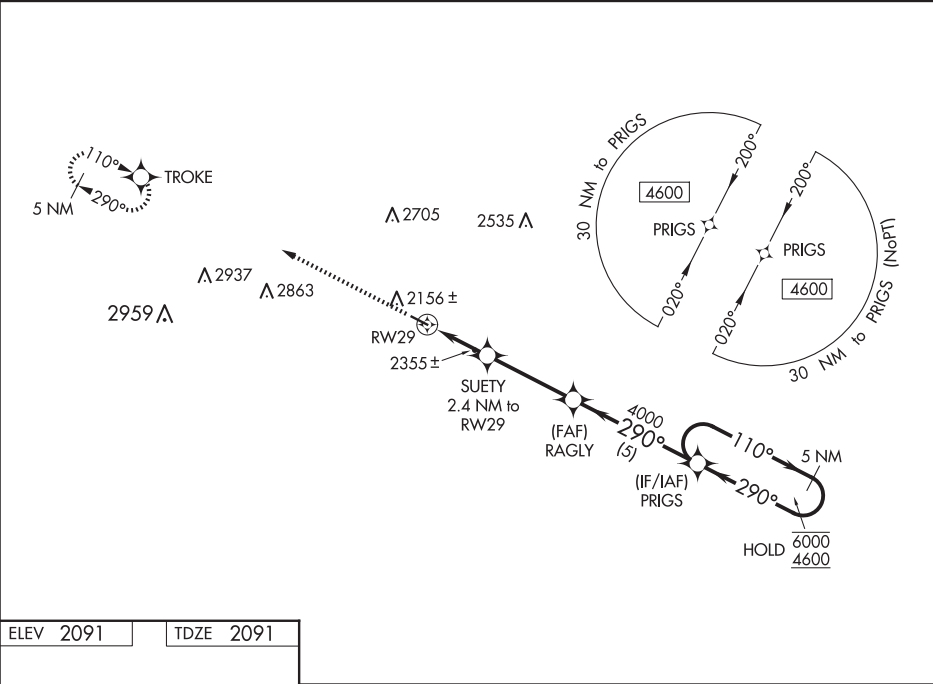 110°
TROKE
5 NM
290°
2705
2535
2937
2863
2959
2156 ±
RW29
2355 ±
SUETY
2.4 NM to
RW29
(FAF)
RAGLY
4000
290°
(5)
(IF/IAF)
PRIGS
110°
5 NM
290°
HOLD
6000
4600
30 NM to PRIGS
4600
200°
PRIGS
020°
200°
PRIGS
4600
020°
30 NM to PRIGS (NoPT)
ELEV 2091
TDZE 2091